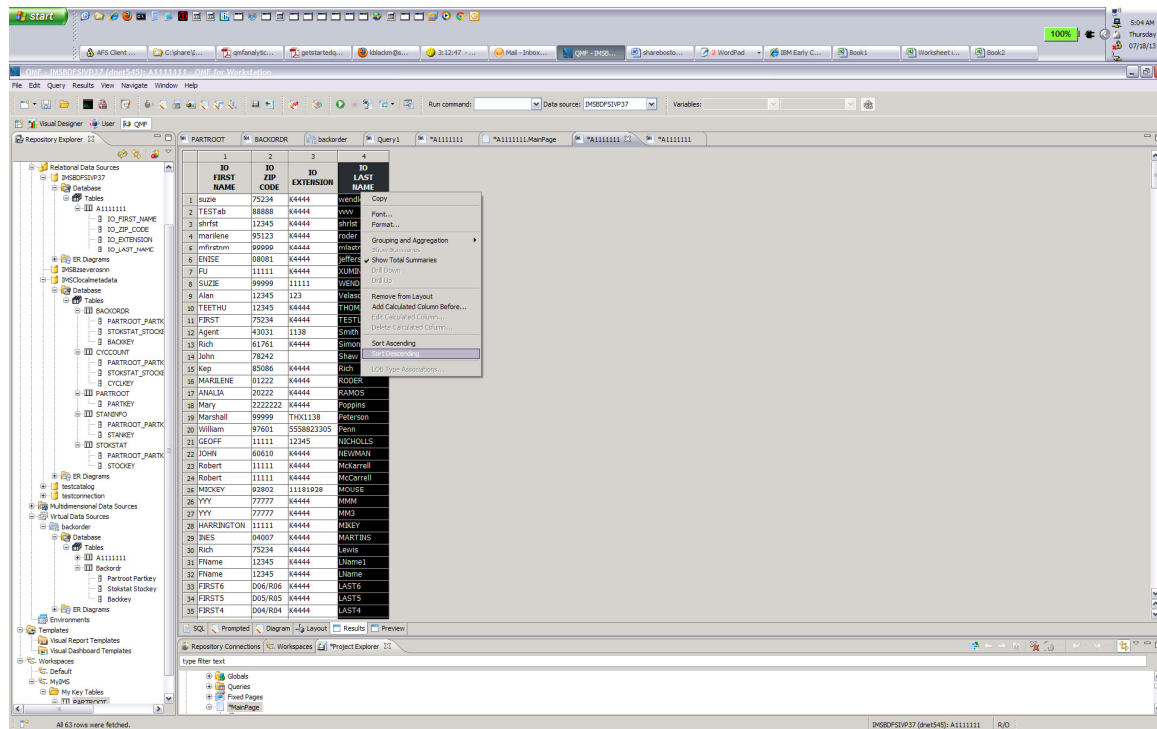 start
5:04 AM
100%
Thursday
07/18/13
AFS Client ...
C:\share\s...
qmfanalytic...
getstartedq...
kblackm@s...
3:12:47 - ...
Mail - Inbox...
QMF - IMSB...
sharebosto...
2 WordPad
IBM Early C...
Book1
Worksheet i...
Book2
QMF - IMSBDFSIVP37 (dnet545): A1111111 - QMF for Workstation
File Edit Query Results View Navigate Window Help
Run command:
Data source: IMSBDFSIVP37
Variables:
Visual Designer User QMF
Repository Explorer
PARTROOT
BACKORDR
backorder
Query1
*A1111111
*A1111111.MainPage
*A1111111
*A1111111
Relational Data Sources
IMSBDFSIVP37
Database
Tables
A1111111
IO_FIRST_NAME
IO_ZIP_CODE
IO_EXTENSION
IO_LAST_NAME
ER Diagrams
IMSBzseverosnn
IMSClocalmetadata
Database
Tables
BACKORDR
PARTROOT_PARTK
STOKSTAT_STOCKE
BACKKEY
CYCCOUNT
PARTROOT_PARTK
STOKSTAT_STOCKE
CYCLKEY
PARTROOT
PARTKEY
STANINFO
PARTROOT_PARTK
STANKEY
STOKSTAT
PARTROOT_PARTK
STOCKEY
ER Diagrams
testcatalog
testconnection
Multidimensional Data Sources
Virtual Data Sources
backorder
Database
Tables
A1111111
Backordr
Partroot Partkey
Stokstat Stockey
Backkey
ER Diagrams
Environments
Templates
Visual Report Templates
Visual Dashboard Templates
Workspaces
Default
MyIMS
My Key Tables
PARTROOT
1 2 3 4
IO FIRST NAME IO ZIP CODE IO EXTENSION IO LAST NAME
1 suzie 75234 K4444 wendle
2 TESTab 88888 K4444 vvvv
3 shrfst 12345 K4444 shrlst
4 marilene 95123 K4444 roder
5 mfirstnm 99999 K4444 mlastn
6 ENISE 08081 K4444 jeffers
7 FU 11111 K4444 XUMIN
8 SUZIE 99999 11111 WEND
9 Alan 12345 123 Velasc
10 TEETHU 12345 K4444 THOM
11 FIRST 75234 K4444 TESTL
12 Agent 43031 1138 Smith
13 Rich 61761 K4444 Simon
14 John 78242 Shaw
15 Kep 85086 K4444 Rich
16 MARILENE 01222 K4444 RODER
17 ANALIA 20222 K4444 RAMOS
18 Mary 2222222 K4444 Poppins
19 Marshall 99999 THX1138 Peterson
20 William 97601 5558823305 Penn
21 GEOFF 11111 12345 NICHOLLS
22 JOHN 60610 K4444 NEWMAN
23 Robert 11111 K4444 McKarrell
24 Robert 11111 K4444 McCarrell
25 MICKEY 92802 11181928 MOUSE
26 YYY 77777 K4444 MMM
27 YYY 77777 K4444 MM3
28 HARRINGTON 11111 K4444 MIKEY
29 INES 04007 K4444 MARTINS
30 Rich 75234 K4444 Lewis
31 FName 12345 K4444 LName1
32 FName 12345 K4444 LName
33 FIRST6 D06/R06 K4444 LAST6
34 FIRST5 D05/R05 K4444 LAST5
35 FIRST4 D04/R04 K4444 LAST4
Copy
Font...
Format...
Grouping and Aggregation
Show Summaries
Show Total Summaries
Drill Down
Drill Up
Remove from Layout
Add Calculated Column Before...
Edit Calculated Column...
Delete Calculated Column...
Sort Ascending
Sort Descending
LOB Type Associations...
SQL Prompted Diagram Layout Results Preview
Repository Connections Workspaces *Project Explorer
type filter text
Globals
Queries
Fixed Pages
*MainPage
All 63 rows were fetched.
IMSBDFSIVP37 (dnet545): A1111111 R/O